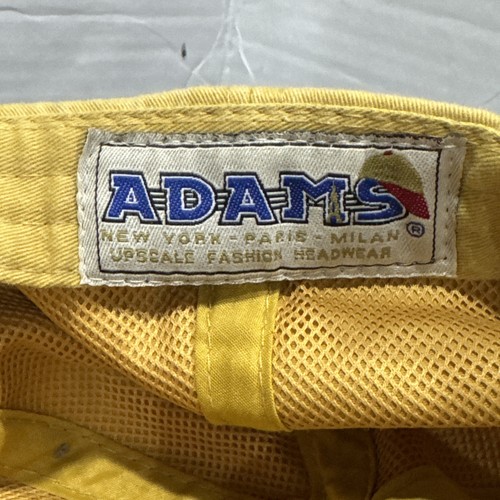 ADAMS
®
NEW YORK - PARIS - MILAN
UPSCALE FASHION HEADWEAR